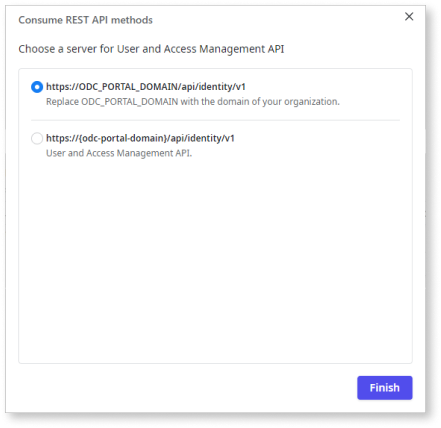 Consume REST API methods
Choose a server for User and Access Management API
https://ODC_PORTAL_DOMAIN/api/identity/v1
Replace ODC_PORTAL_DOMAIN with the domain of your organization.
https://{odc-portal-domain}/api/identity/v1
User and Access Management API.
Finish